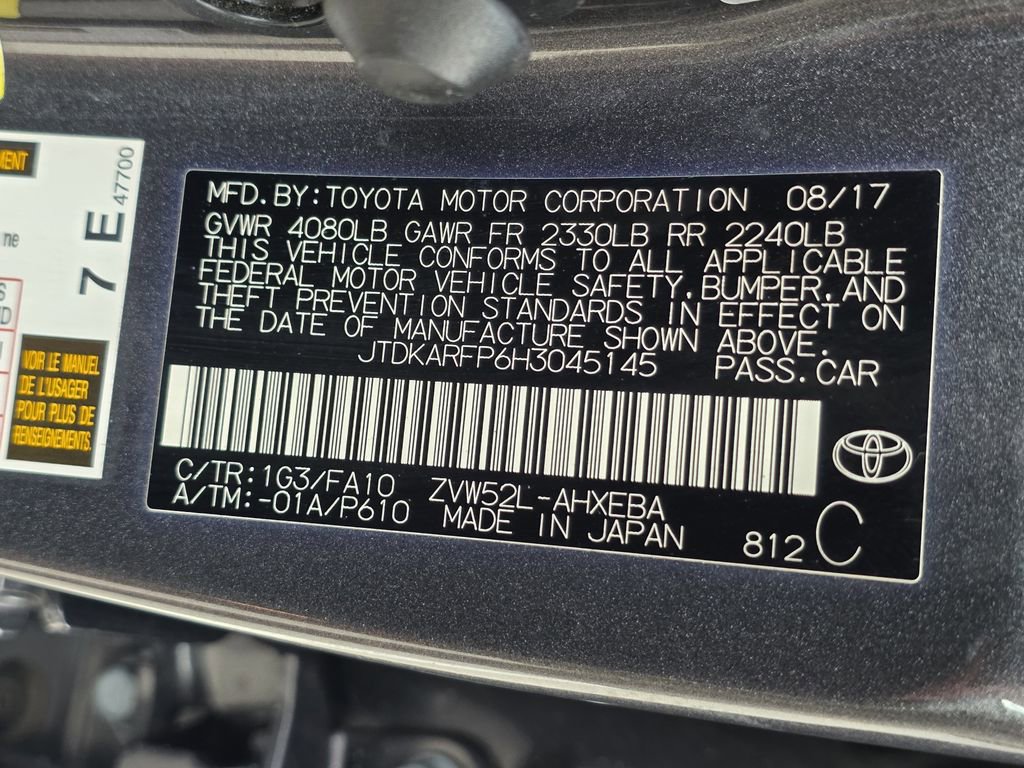 MENT
47700
7 E
ne
S
D
VOIR LE MANUEL
DE L'USAGER
POUR PLUS DE
RENSEIGNEMENTS.
MFD.BY:TOYOTA MOTOR CORPORATION 08/17
GVWR 4080LB GAWR FR 2330LB RR 2240LB
THIS VEHICLE CONFORMS TO ALL APPLICABLE
FEDERAL MOTOR VEHICLE SAFETY,BUMPER,AND
THEFT PREVENTION STANDARDS IN EFFECT ON
THE DATE OF MANUFACTURE SHOWN ABOVE.
JTDKARFP6H3045145 PASS.CAR
C/TR:1G3/FA10 ZVW52L-AHXEBA
A/TM:-01A/P610 MADE IN JAPAN
812 C